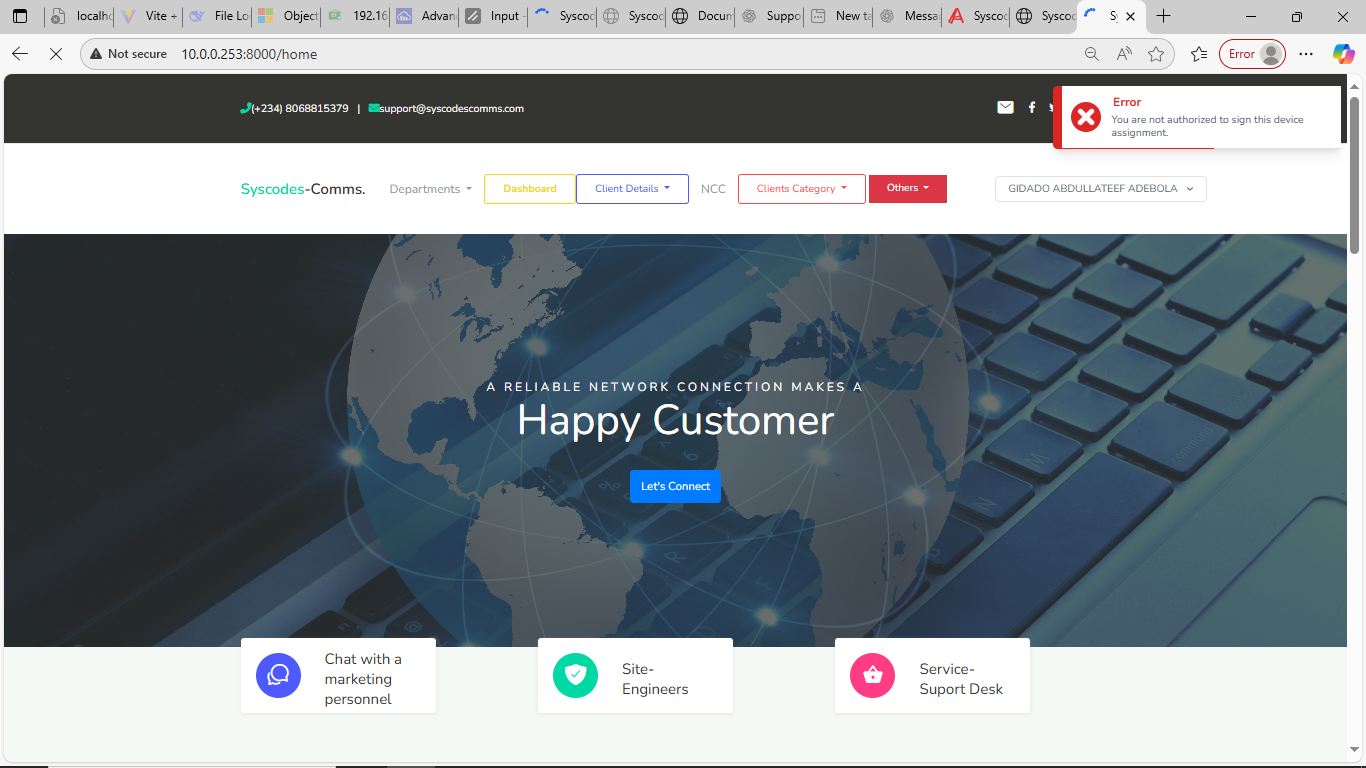 localho
Vite +
File Lo
Object
192.16
Advan
Input -
Syscod
Syscod
Docum
Suppo
New ta
Messa
Syscod
Syscod
Sy
Not secure
10.0.0.253:8000/home
Error
(+234) 8068815379 | support@syscodescomms.com
Error
You are not authorized to sign this device
assignment.
Syscodes-Comms.
Departments
Dashboard
Client Details
NCC
Clients Category
Others
GIDADO ABDULLATEEF ADEBOLA
A RELIABLE NETWORK CONNECTION MAKES A
Happy Customer
Let's Connect
Chat with a
marketing
personnel
Site-
Engineers
Service-
Suport Desk